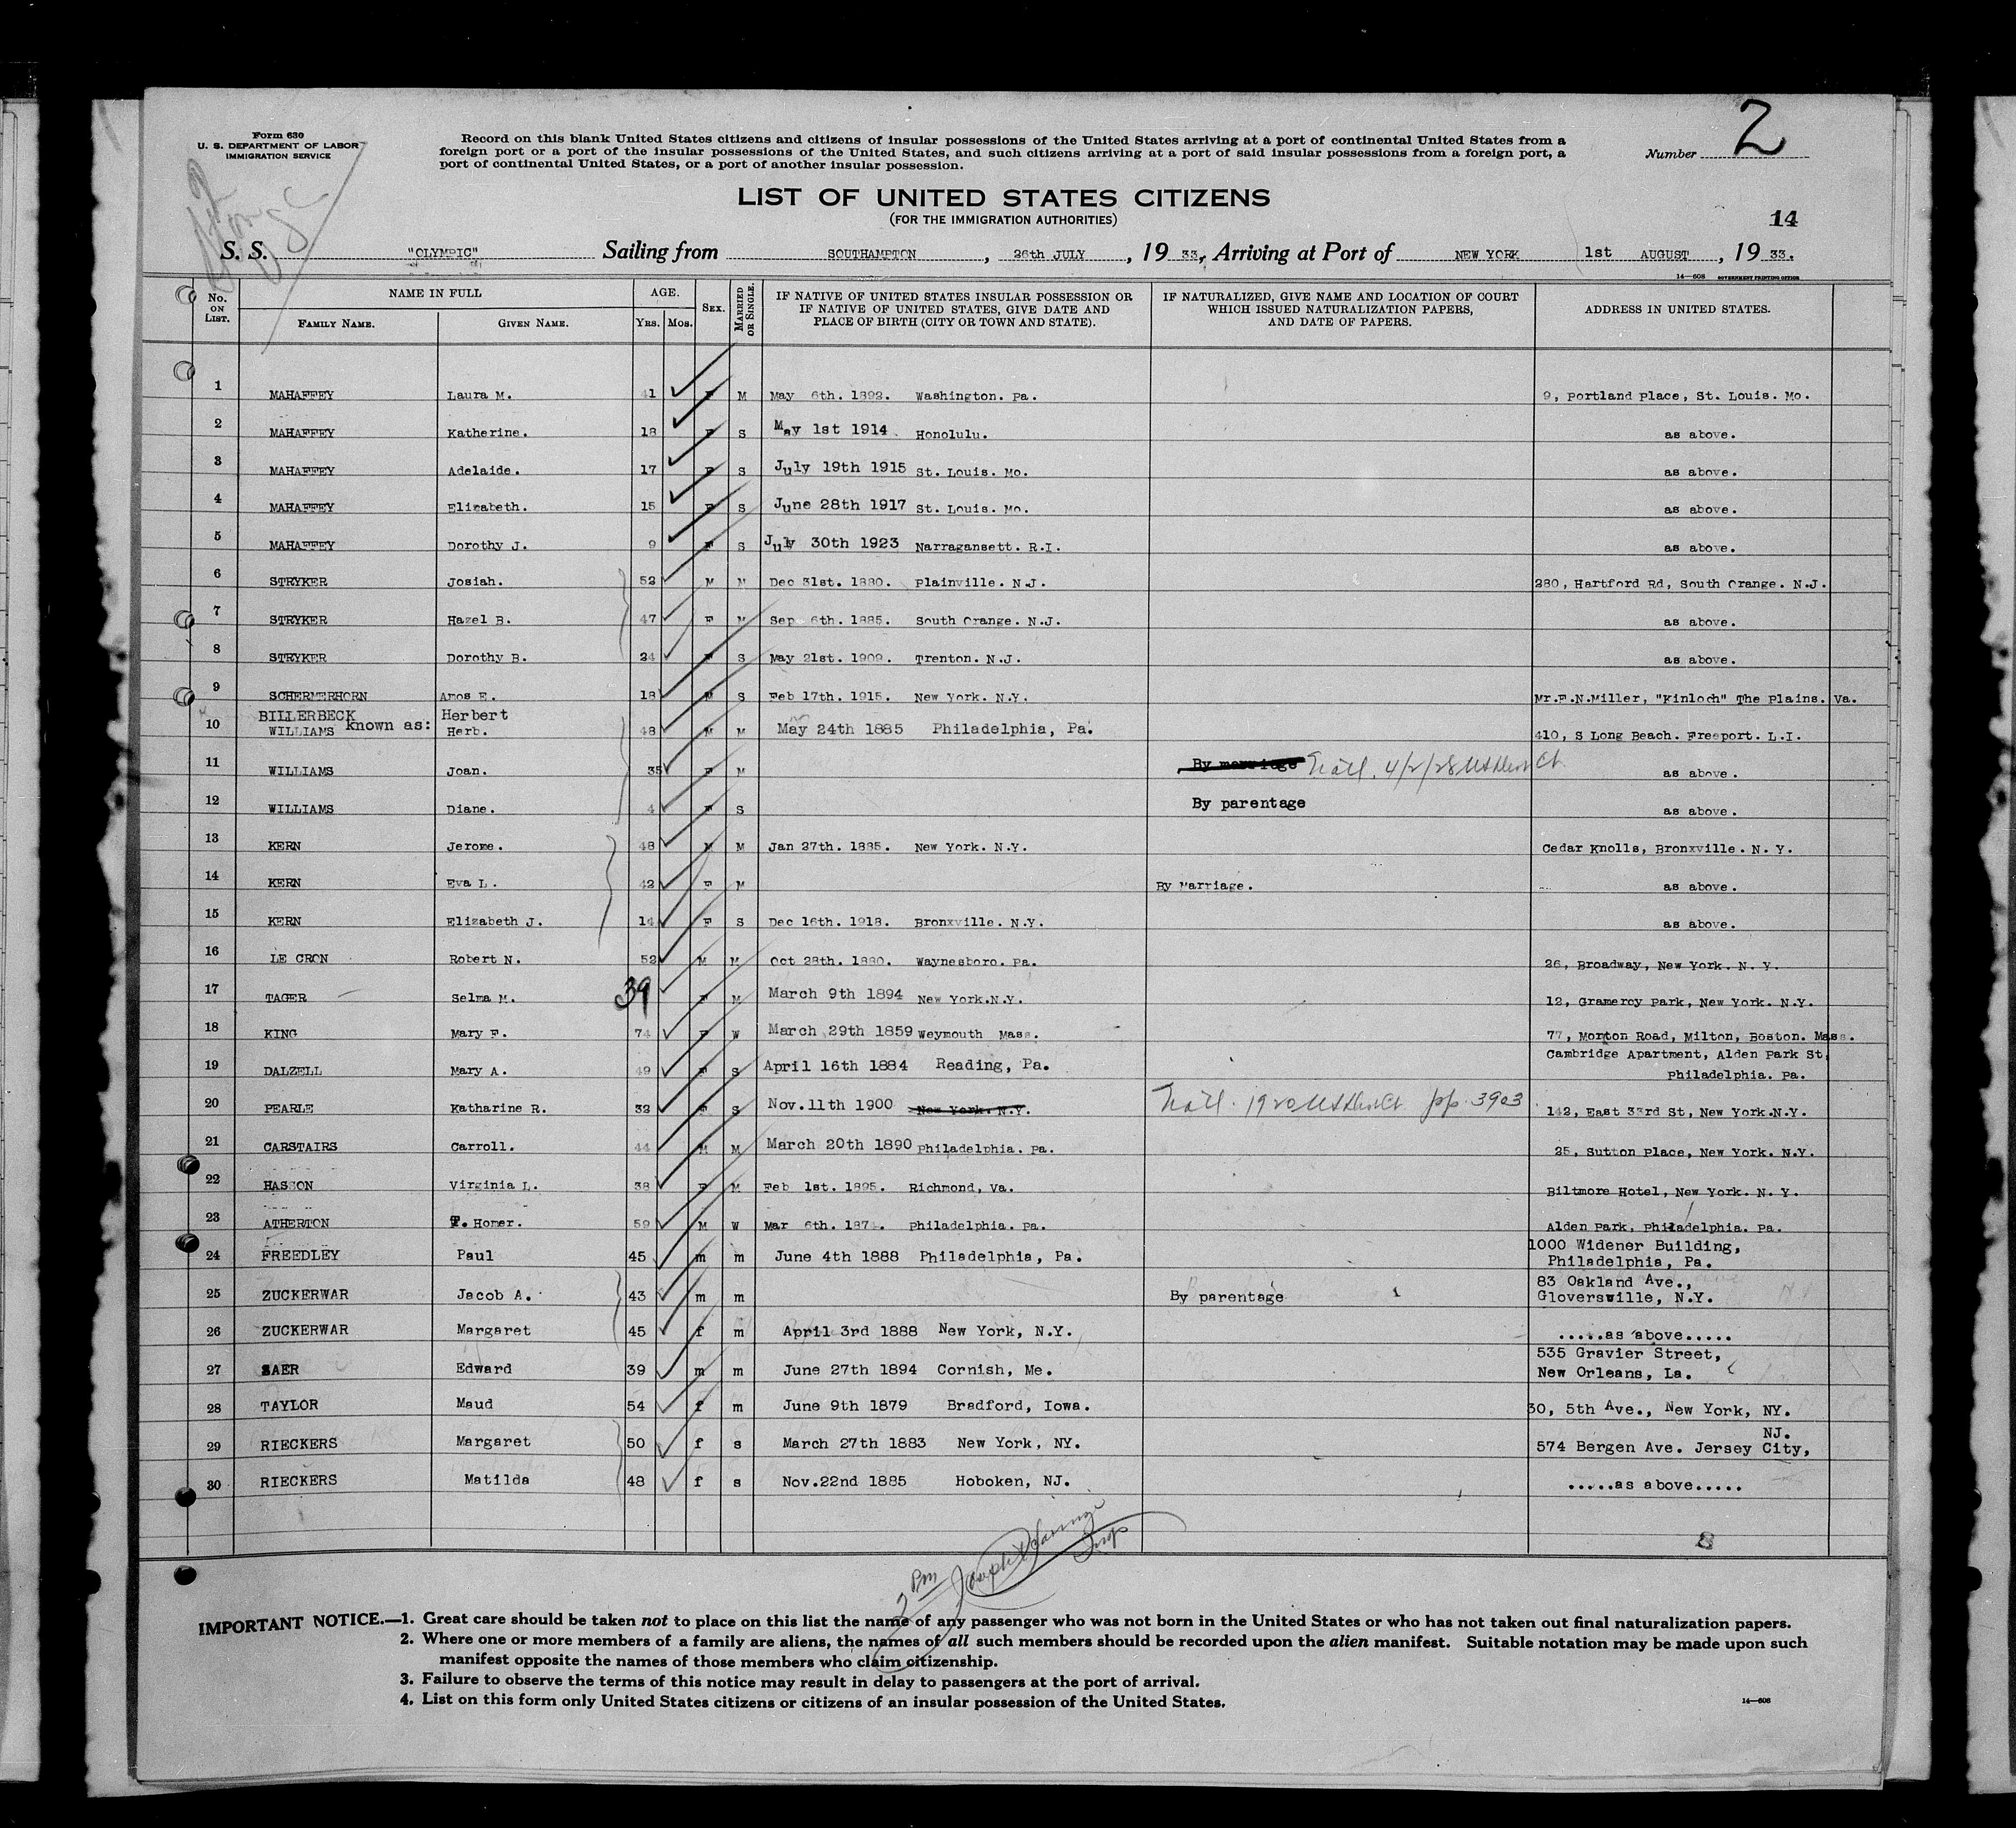 Form 630
U. S. DEPARTMENT OF LABOR
IMMIGRATION SERVICE
Record on this blank United States citizens and citizens of insular possessions of the United States arriving at a port of continental United States from a
foreign port or a port of the insular possessions of the United States, and such citizens arriving at a port of said insular possessions from a foreign port, a
port of continental United States, or a port of another insular possession.
Number 2
LIST OF UNITED STATES CITIZENS
(FOR THE IMMIGRATION AUTHORITIES)
14
S. S. "OLYMPIC" Sailing from SOUTHAMPTON, 26th JULY, 19 33, Arriving at Port of NEW YORK 1st AUGUST, 19 33.
14—608 GOVERNMENT PRINTING OFFICE
No. ON LIST. NAME IN FULL FAMILY NAME. GIVEN NAME. AGE. Yrs. Mos. SEX. MARRIED OR SINGLE. IF NATIVE OF UNITED STATES INSULAR POSSESSION OR IF NATIVE OF UNITED STATES, GIVE DATE AND PLACE OF BIRTH (CITY OR TOWN AND STATE). IF NATURALIZED, GIVE NAME AND LOCATION OF COURT WHICH ISSUED NATURALIZATION PAPERS, AND DATE OF PAPERS. ADDRESS IN UNITED STATES.
1 MAHAFFEY Laura M. 41 F M May 6th. 1892. Washington. Pa. 9, Portland Place, St. Louis. Mo.
2 MAHAFFEY Katherine. 18 F S May 1st 1914 Honolulu. as above.
3 MAHAFFEY Adelaide. 17 F S July 19th 1915 St. Louis. Mo. as above.
4 MAHAFFEY Elizabeth. 15 F S June 28th 1917 St. Louis. Mo. as above.
5 MAHAFFEY Dorothy J. 9 F S July 30th 1923 Narragansett. R.I. as above.
6 STRYKER Josiah. 52 M M Dec 31st. 1880. Plainville. N.J. 280, Hartford Rd, South Orange. N.J.
7 STRYKER Hazel B. 47 F M Sep 6th. 1885. South Orange. N.J. as above.
8 STRYKER Dorothy B. 24 F S May 21st. 1909. Trenton. N.J. as above.
9 SCHERMERHORN Amos E. 18 M S Feb 17th. 1915. New York. N.Y. Mr.F.N.Miller, "Kinloch" The Plains. Va.
10 BILLERBECK known as: WILLIAMS Herbert Herb. 48 M M May 24th 1885 Philadelphia, Pa. 410, S Long Beach. Freeport. L.I.
11 WILLIAMS Joan. 35 F M By marriage 4/2/28 as above.
12 WILLIAMS Diane. 4 F S By parentage as above.
13 KERN Jerome. 48 M M Jan 27th. 1885. New York. N.Y. Cedar Knolls, Bronxville. N. Y.
14 KERN Eva L. 42 F M By Marriage. as above.
15 KERN Elizabeth J. 14 F S Dec 16th. 1918. Bronxville. N.Y. as above.
16 LE CRON Robert N. 52 M M Oct 28th. 1880. Waynesboro. Pa. 26, Broadway, New York. N. Y.
17 TAGER Selma M. 39 F M March 9th 1894 New York.N.Y. 12, Gramercy Park, New York. N.Y.
18 KING Mary F. 74 F W March 29th 1859 Weymouth Mass. 77, Morton Road, Milton, Boston. Mass.
19 DALZELL Mary A. 49 F S April 16th 1884 Reading, Pa. Cambridge Apartment, Alden Park St, Philadelphia. Pa.
20 PEARLE Katharine R. 32 F S Nov.11th 1900 New York. N.Y. pp. 3903 142, East 33rd St, New York.N.Y.
21 CARSTAIRS Carroll. 44 M M March 20th 1890 Philadelphia. Pa. 25, Sutton Place, New York. N.Y.
22 HASSON Virginia L. 38 F M Feb 1st. 1895. Richmond, Va. Biltmore Hotel, New York. N. Y.
23 ATHERTON T. Homer. 59 M W Mar 6th. 1874. Philadelphia. Pa. Alden Park, Philadelphia. Pa.
24 FREEDLEY Paul 45 m m June 4th 1888 Philadelphia, Pa. 1000 Widener Building, Philadelphia, Pa.
25 ZUCKERWAR Jacob A. 43 m m By parentage 83 Oakland Ave., Gloversville, N.Y.
26 ZUCKERWAR Margaret 45 f m April 3rd 1888 New York, N.Y. .....as above.....
27 SAER Edward 39 m m June 27th 1894 Cornish, Me. 535 Gravier Street, New Orleans, La.
28 TAYLOR Maud 54 f m June 9th 1879 Bradford, Iowa. 30, 5th Ave., New York, NY.
29 RIECKERS Margaret 50 f s March 27th 1883 New York, NY. 574 Bergen Ave. Jersey City, NJ.
30 RIECKERS Matilda 48 f s Nov.22nd 1885 Hoboken, NJ. .....as above.....
8
2 Pm
IMPORTANT NOTICE.—1. Great care should be taken not to place on this list the name of any passenger who was not born in the United States or who has not taken out final naturalization papers.
2. Where one or more members of a family are aliens, the names of all such members should be recorded upon the alien manifest. Suitable notation may be made upon such
manifest opposite the names of those members who claim citizenship.
3. Failure to observe the terms of this notice may result in delay to passengers at the port of arrival.
4. List on this form only United States citizens or citizens of an insular possession of the United States.
14—608